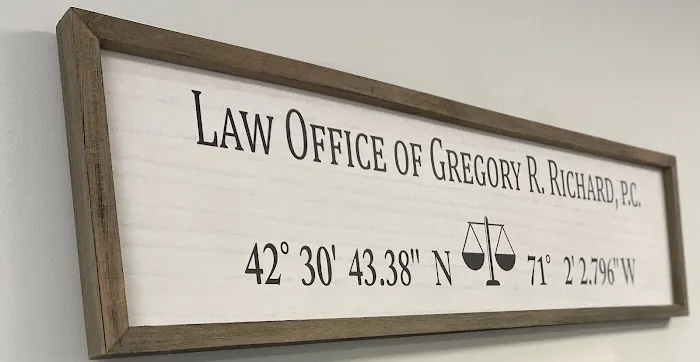 Law Office of Gregory R. Richard, P.C.
42° 30' 43.38" N 71° 2' 2.796" W